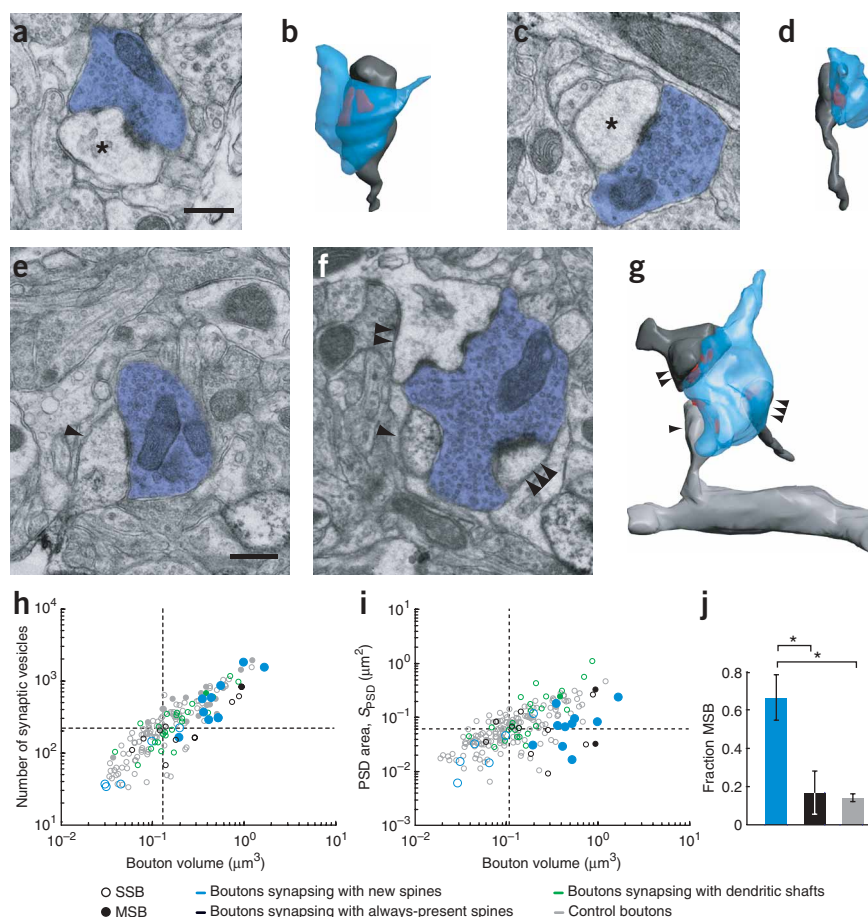 a
b
c
d
*
*
e
f
g
h
i
j
Number of synaptic vesicles
10⁴
10³
10²
10¹
10⁻²
10⁻¹
10⁰
10¹
Bouton volume (μm³)
PSD area, S_PSD (μm²)
10¹
10⁰
10⁻¹
10⁻²
10⁻³
10⁻²
10⁻¹
10⁰
10¹
Bouton volume (μm³)
Fraction MSB
0.8
0.6
0.4
0.2
0
*
*
SSB
MSB
Boutons synapsing with new spines
Boutons synapsing with always-present spines
Boutons synapsing with dendritic shafts
Control boutons